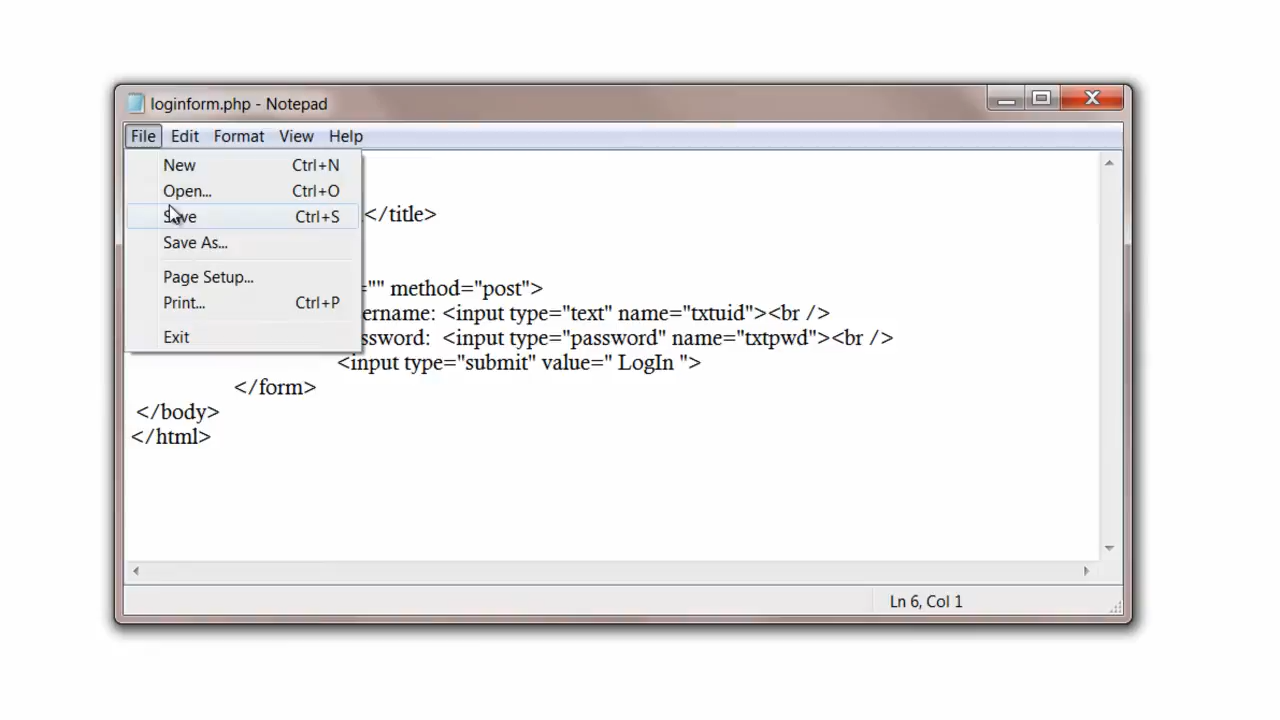 loginform.php - Notepad
File Edit Format View Help
New Ctrl+N
Open... Ctrl+O
Save Ctrl+S
Save As...
Page Setup...
Print... Ctrl+P
Exit
</title>
="" method="post">
ername: <input type="text" name="txtuid"><br />
ssword: <input type="password" name="txtpwd"><br />
<input type="submit" value=" LogIn ">
</form>
</body>
</html>
Ln 6, Col 1